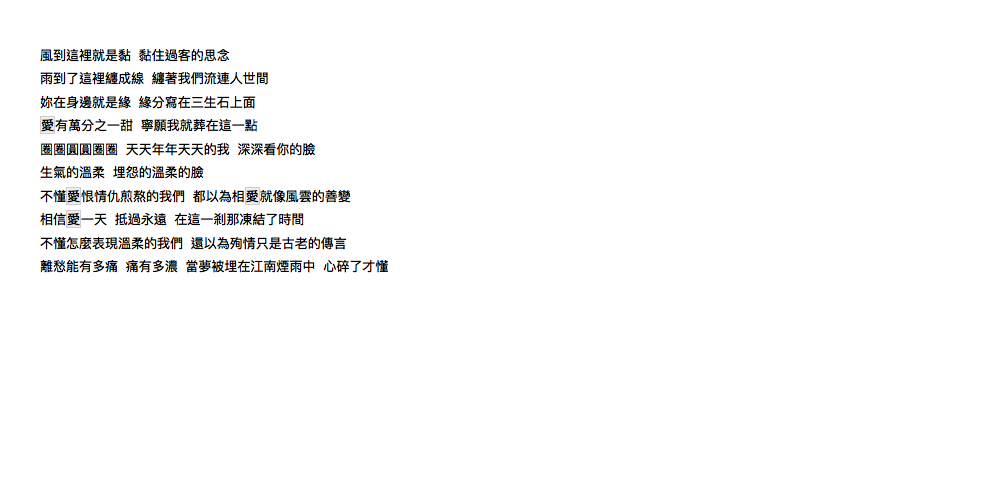 風到這裡就是黏 黏住過客的思念
雨到了這裡纏成線 纏著我們流連人世間
妳在身邊就是緣 緣分寫在三生石上面
愛有萬分之一甜 寧願我就葬在這一點
圈圈圓圓圈圈 天天年年天天的我 深深看你的臉
生氣的溫柔 埋怨的溫柔的臉
不懂愛恨情仇煎熬的我們 都以為相愛就像風雲的善變
相信愛一天 抵過永遠 在這一剎那凍結了時間
不懂怎麼表現溫柔的我們 還以為殉情只是古老的傳言
離愁能有多痛 痛有多濃 當夢被埋在江南煙雨中 心碎了才懂